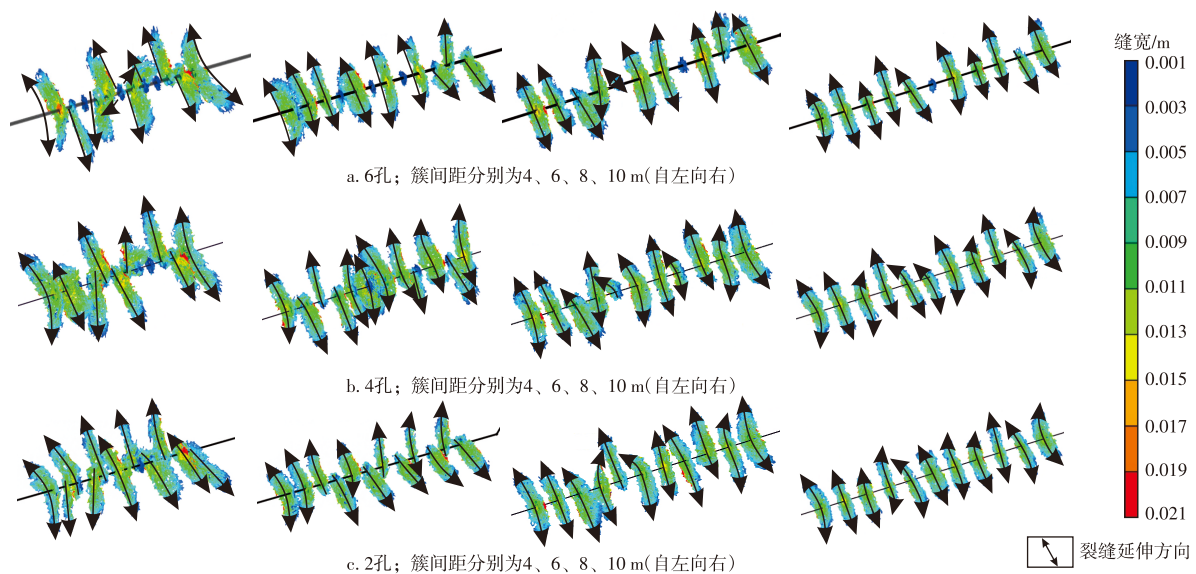 缝宽/m
0.001
0.003
0.005
0.007
0.009
0.011
0.013
0.015
0.017
0.019
0.021
裂缝延伸方向
a. 6孔；簇间距分别为4、6、8、10 m(自左向右)
b. 4孔；簇间距分别为4、6、8、10 m(自左向右)
c. 2孔；簇间距分别为4、6、8、10 m(自左向右)